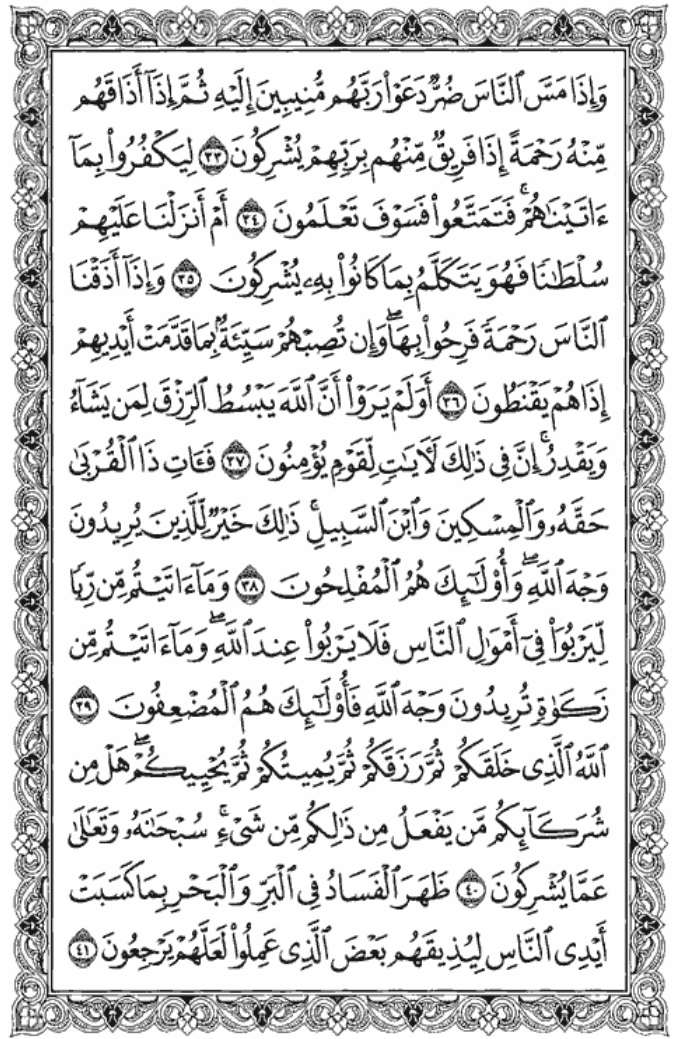 وَإِذَا مَسَّ ٱلنَّاسَ ضُرٌّ دَعَوْا۟ رَبَّهُم مُّنِيبِينَ إِلَيْهِ ثُمَّ إِذَآ أَذَاقَهُم
مِّنْهُ رَحْمَةً إِذَا فَرِيقٌ مِّنْهُم بِرَبِّهِمْ يُشْرِكُونَ ٣٣ لِيَكْفُرُوا۟ بِمَآ
ءَاتَيْنَٰهُمْ ۚ فَتَمَتَّعُوا۟ فَسَوْفَ تَعْلَمُونَ ٣٤ أَمْ أَنزَلْنَا عَلَيْهِمْ
سُلْطَٰنًا فَهُوَ يَتَكَلَّمُ بِمَا كَانُوا۟ بِهِۦ يُشْرِكُونَ ٣٥ وَإِذَآ أَذَقْنَا
ٱلنَّاسَ رَحْمَةً فَرِحُوا۟ بِهَا ۖ وَإِن تُصِبْهُمْ سَيِّئَةٌۢ بِمَا قَدَّمَتْ أَيْدِيهِمْ
إِذَا هُمْ يَقْنَطُونَ ٣٦ أَوَلَمْ يَرَوْا۟ أَنَّ ٱللَّهَ يَبْسُطُ ٱلرِّزْقَ لِمَن يَشَآءُ
وَيَقْدِرُ ۚ إِنَّ فِى ذَٰلِكَ لَءَايَٰتٍ لِّقَوْمٍ يُؤْمِنُونَ ٣٧ فَـَٔاتِ ذَا ٱلْقُرْبَىٰ
حَقَّهُۥ وَٱلْمِسْكِينَ وَٱبْنَ ٱلسَّبِيلِ ۚ ذَٰلِكَ خَيْرٌ لِّلَّذِينَ يُرِيدُونَ
وَجْهَ ٱللَّهِ ۖ وَأُو۟لَٰٓئِكَ هُمُ ٱلْمُفْلِحُونَ ٣٨ وَمَآ ءَاتَيْتُم مِّن رِّبًا
لِّيَرْبُوَا۟ فِىٓ أَمْوَٰلِ ٱلنَّاسِ فَلَا يَرْبُوا۟ عِندَ ٱللَّهِ ۖ وَمَآ ءَاتَيْتُم مِّن
زَكَوٰةٍ تُرِيدُونَ وَجْهَ ٱللَّهِ فَأُو۟لَٰٓئِكَ هُمُ ٱلْمُضْعِفُونَ ٣٩
ٱللَّهُ ٱلَّذِى خَلَقَكُمْ ثُمَّ رَزَقَكُمْ ثُمَّ يُمِيتُكُمْ ثُمَّ يُحْيِيكُمْ ۖ هَلْ مِن
شُرَكَآئِكُم مَّن يَفْعَلُ مِن ذَٰلِكُم مِّن شَىْءٍ ۚ سُبْحَٰنَهُۥ وَتَعَٰلَىٰ
عَمَّا يُشْرِكُونَ ٤٠ ظَهَرَ ٱلْفَسَادُ فِى ٱلْبَرِّ وَٱلْبَحْرِ بِمَا كَسَبَتْ
أَيْدِى ٱلنَّاسِ لِيُذِيقَهُم بَعْضَ ٱلَّذِى عَمِلُوا۟ لَعَلَّهُمْ يَرْجِعُونَ ٤١